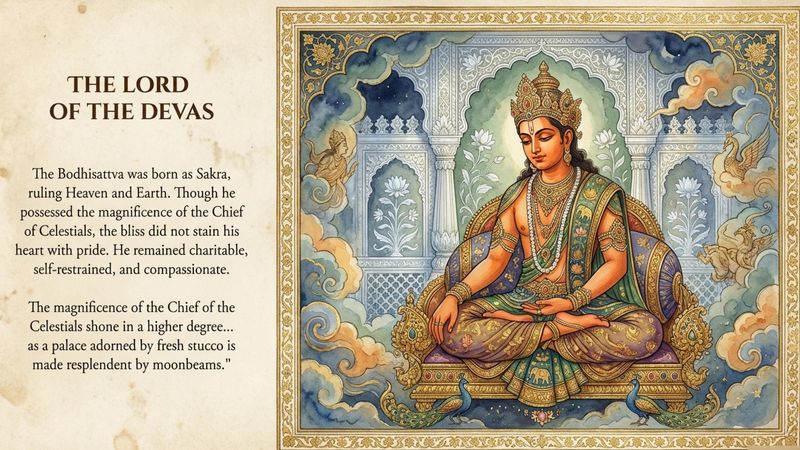 THE LORD
OF THE DEVAS
The Bodhisattva was born as Sakra,
ruling Heaven and Earth. Though he
possessed the magnificence of the Chief
of Celestials, the bliss did not stain his
heart with pride. He remained charitable,
self-restrained, and compassionate.
The magnificence of the Chief of the
Celestials shone in a higher degree...
as a palace adorned by fresh stucco is
made resplendent by moonbeams."